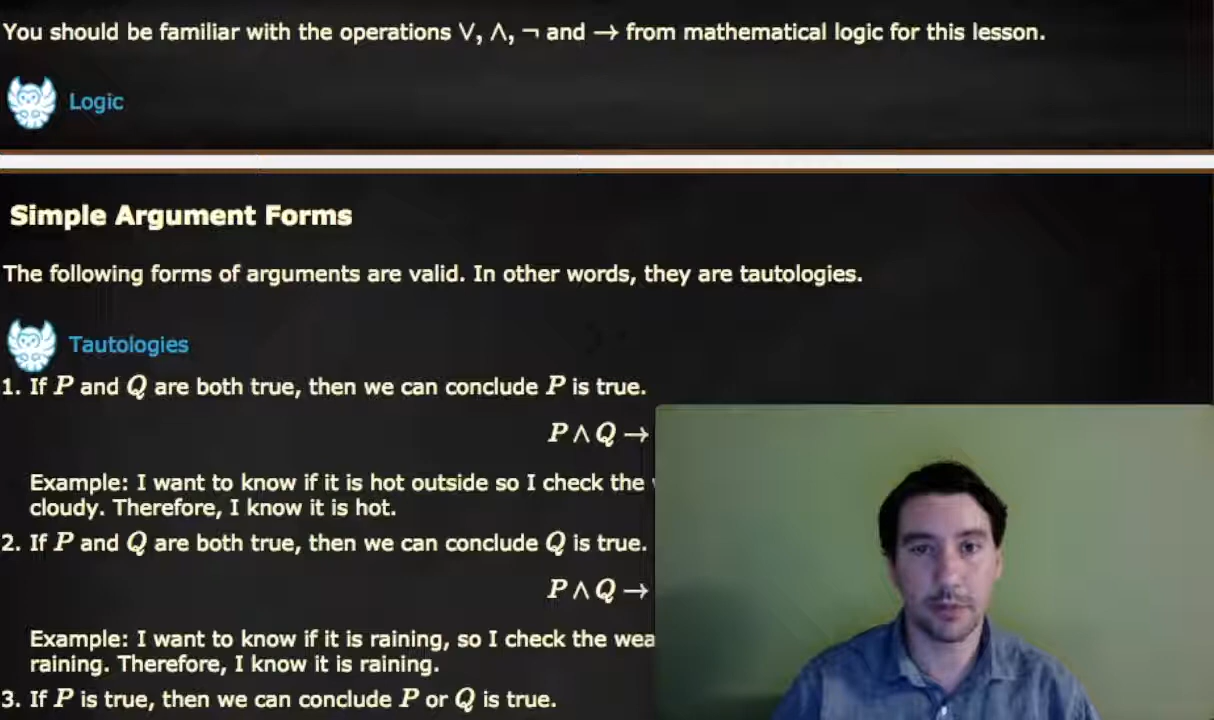 You should be familiar with the operations ∨, ∧, ¬ and → from mathematical logic for this lesson.
Logic
Simple Argument Forms
The following forms of arguments are valid. In other words, they are tautologies.
Tautologies
1. If P and Q are both true, then we can conclude P is true.
P ∧ Q →
Example: I want to know if it is hot outside so I check the
cloudy. Therefore, I know it is hot.
2. If P and Q are both true, then we can conclude Q is true.
P ∧ Q →
Example: I want to know if it is raining, so I check the wea
raining. Therefore, I know it is raining.
3. If P is true, then we can conclude P or Q is true.